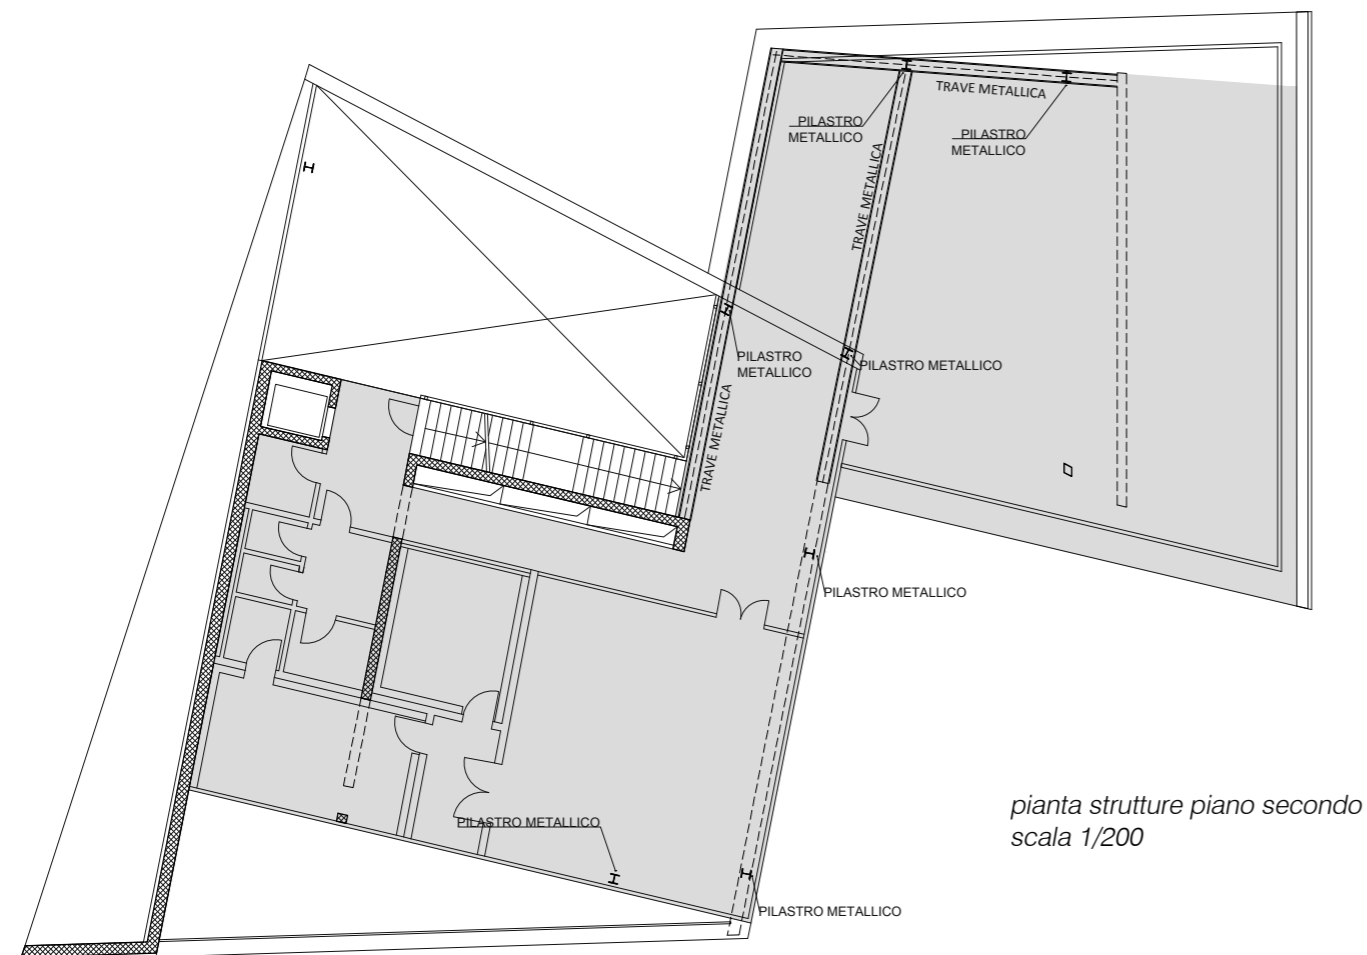 TRAVE METALLICA
PILASTRO
METALLICO
PILASTRO
METALLICO
TRAVE METALLICA
PILASTRO
METALLICO
PILASTRO METALLICO
TRAVE METALLICA
PILASTRO METALLICO
pianta strutture piano secondo
scala 1/200
PILASTRO METALLICO
PILASTRO METALLICO